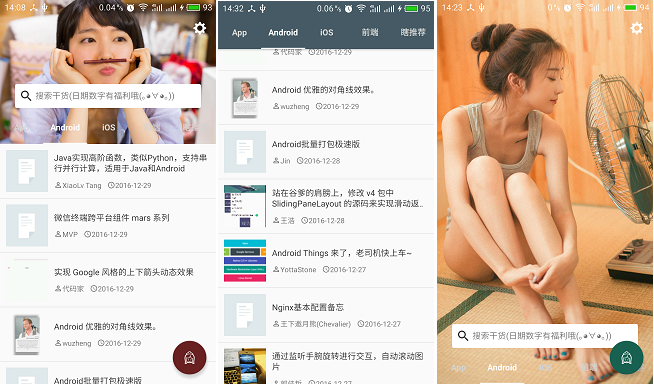 14:08
0.04%
93
搜索干货(日期数字有福利哦(｡◕∀◕｡))
App
Android
iOS
Java实现高阶函数，类似Python，支持串
行并行计算，适用于Java和Android
XiaoLv Tang
2016-12-29
微信终端跨平台组件 mars 系列
MVP
2016-12-29
实现 Google 风格的上下箭头动态效果
代码家
2016-12-29
Android 优雅的对角线效果。
wuzheng
2016-12-29
Android批量打包极速版
14:32
0.06%
95
App
Android
iOS
前端
瞎推荐
代码家
2016-12-29
Android 优雅的对角线效果。
wuzheng
2016-12-29
Android批量打包极速版
Jin
2016-12-28
站在谷爹的肩膀上，修改 v4 包中
SlidingPaneLayout 的源码来实现滑动返..
王浩
2016-12-28
Android Things 来了，老司机快上车~
YottaStone
2016-12-27
Nginx基本配置备忘
王下邀月熊(Chevalier)
2016-12-27
通过监听手腕旋转进行交互，自动滚动图
片
2016-12-27
14:23
0%
94
搜索干货(日期数字有福利哦(｡◕∀◕｡))
App
Android
iOS
前端